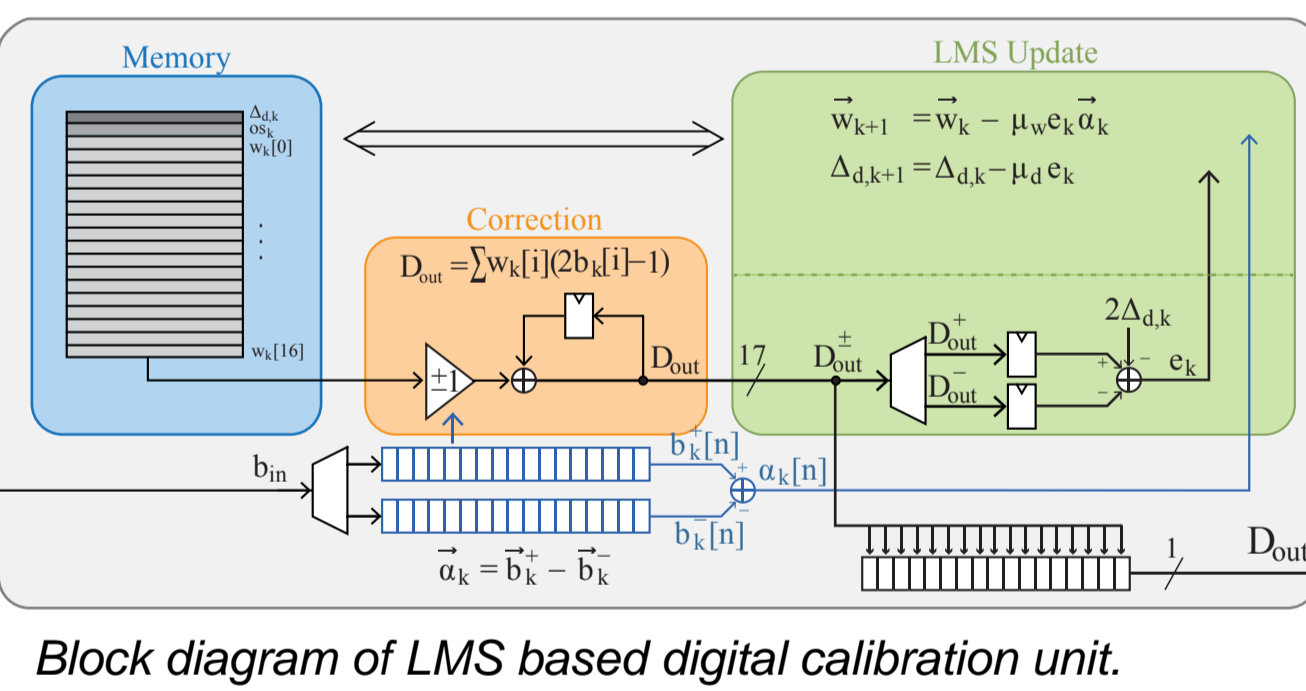 Memory
LMS Update
Δd,k
osk
wk[0]
⋮
wk[16]
w⃗k+1 = w⃗k − μwekα⃗k
Δd,k+1 = Δd,k − μd ek
Correction
Dout = ∑wk[i](2bk[i]−1)
±1
Dout
17
D±out
D+out
D−out
2Δd,k
+
−
−
ek
bin
b+k[n]
+
αk[n]
−
b−k[n]
α⃗k = b⃗+k − b⃗−k
1
Dout
Block diagram of LMS based digital calibration unit.